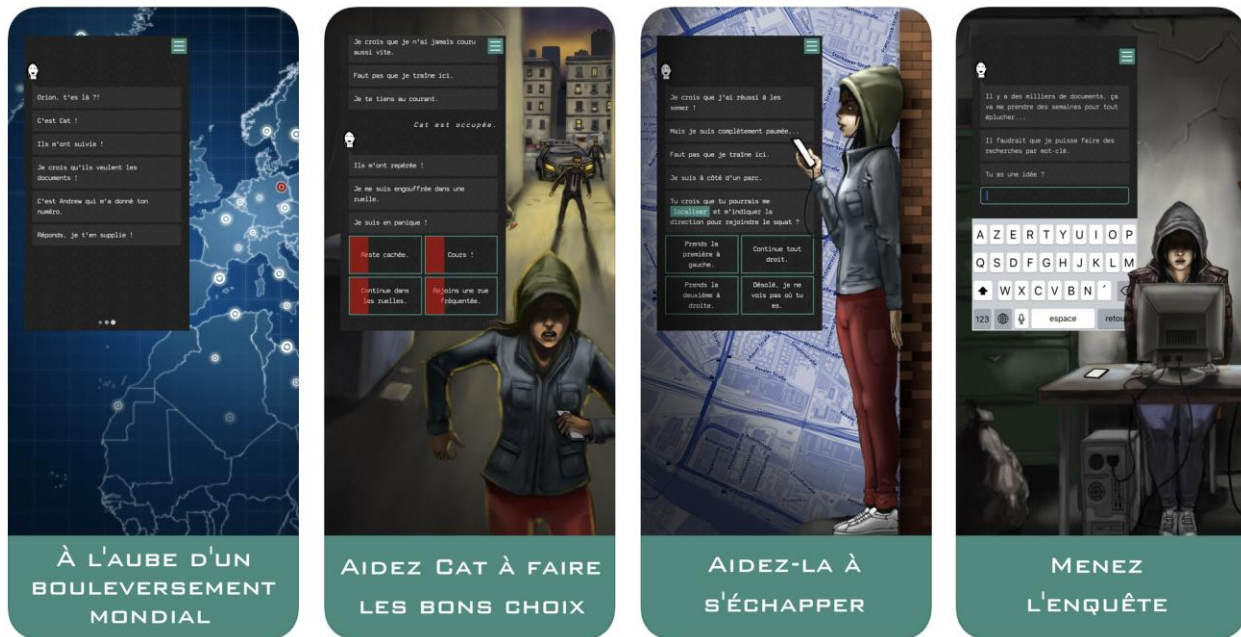 Orion, t'es là ?!
C'est Cat !
Ils m'ont suivie !
Je crois qu'ils veulent les
documents !
C'est Andrew qui m'a donné ton
numéro.
Réponds, je t'en supplie !
À L'AUBE D'UN
BOULEVERSEMENT
MONDIAL
Je crois que je n'ai jamais couru
aussi vite.
Faut pas que je traîne ici.
Je te tiens au courant.
Cat est occupée.
Ils m'ont repérée !
Je me suis engouffrée dans une
ruelle.
Je suis en panique !
Reste cachée.
Cours !
Continue dans
les ruelles.
Rejoins une rue
fréquentée.
AIDEZ CAT À FAIRE
LES BONS CHOIX
Je crois que j'ai réussi à les
semer !
Mais je suis complètement paumée...
Faut pas que je traîne ici.
Je suis à côté d'un parc.
Tu crois que tu pourrais me
localiser et m'indiquer la
direction pour rejoindre le squat ?
Prends la
première à
gauche.
Continue tout
droit.
Prends la
deuxième à
droite.
Désolé, je ne
vois pas où tu
es.
AIDEZ-LA À
S'ÉCHAPPER
Il y a des milliers de documents, ça
va me prendre des semaines pour tout
éplucher...
Il faudrait que je puisse faire des
recherches par mot-clé.
Tu as une idée ?
A Z E R T Y U I O P
Q S D F G H J K L M
W X C V B N ´
123 espace retou
MENEZ
L'ENQUÊTE